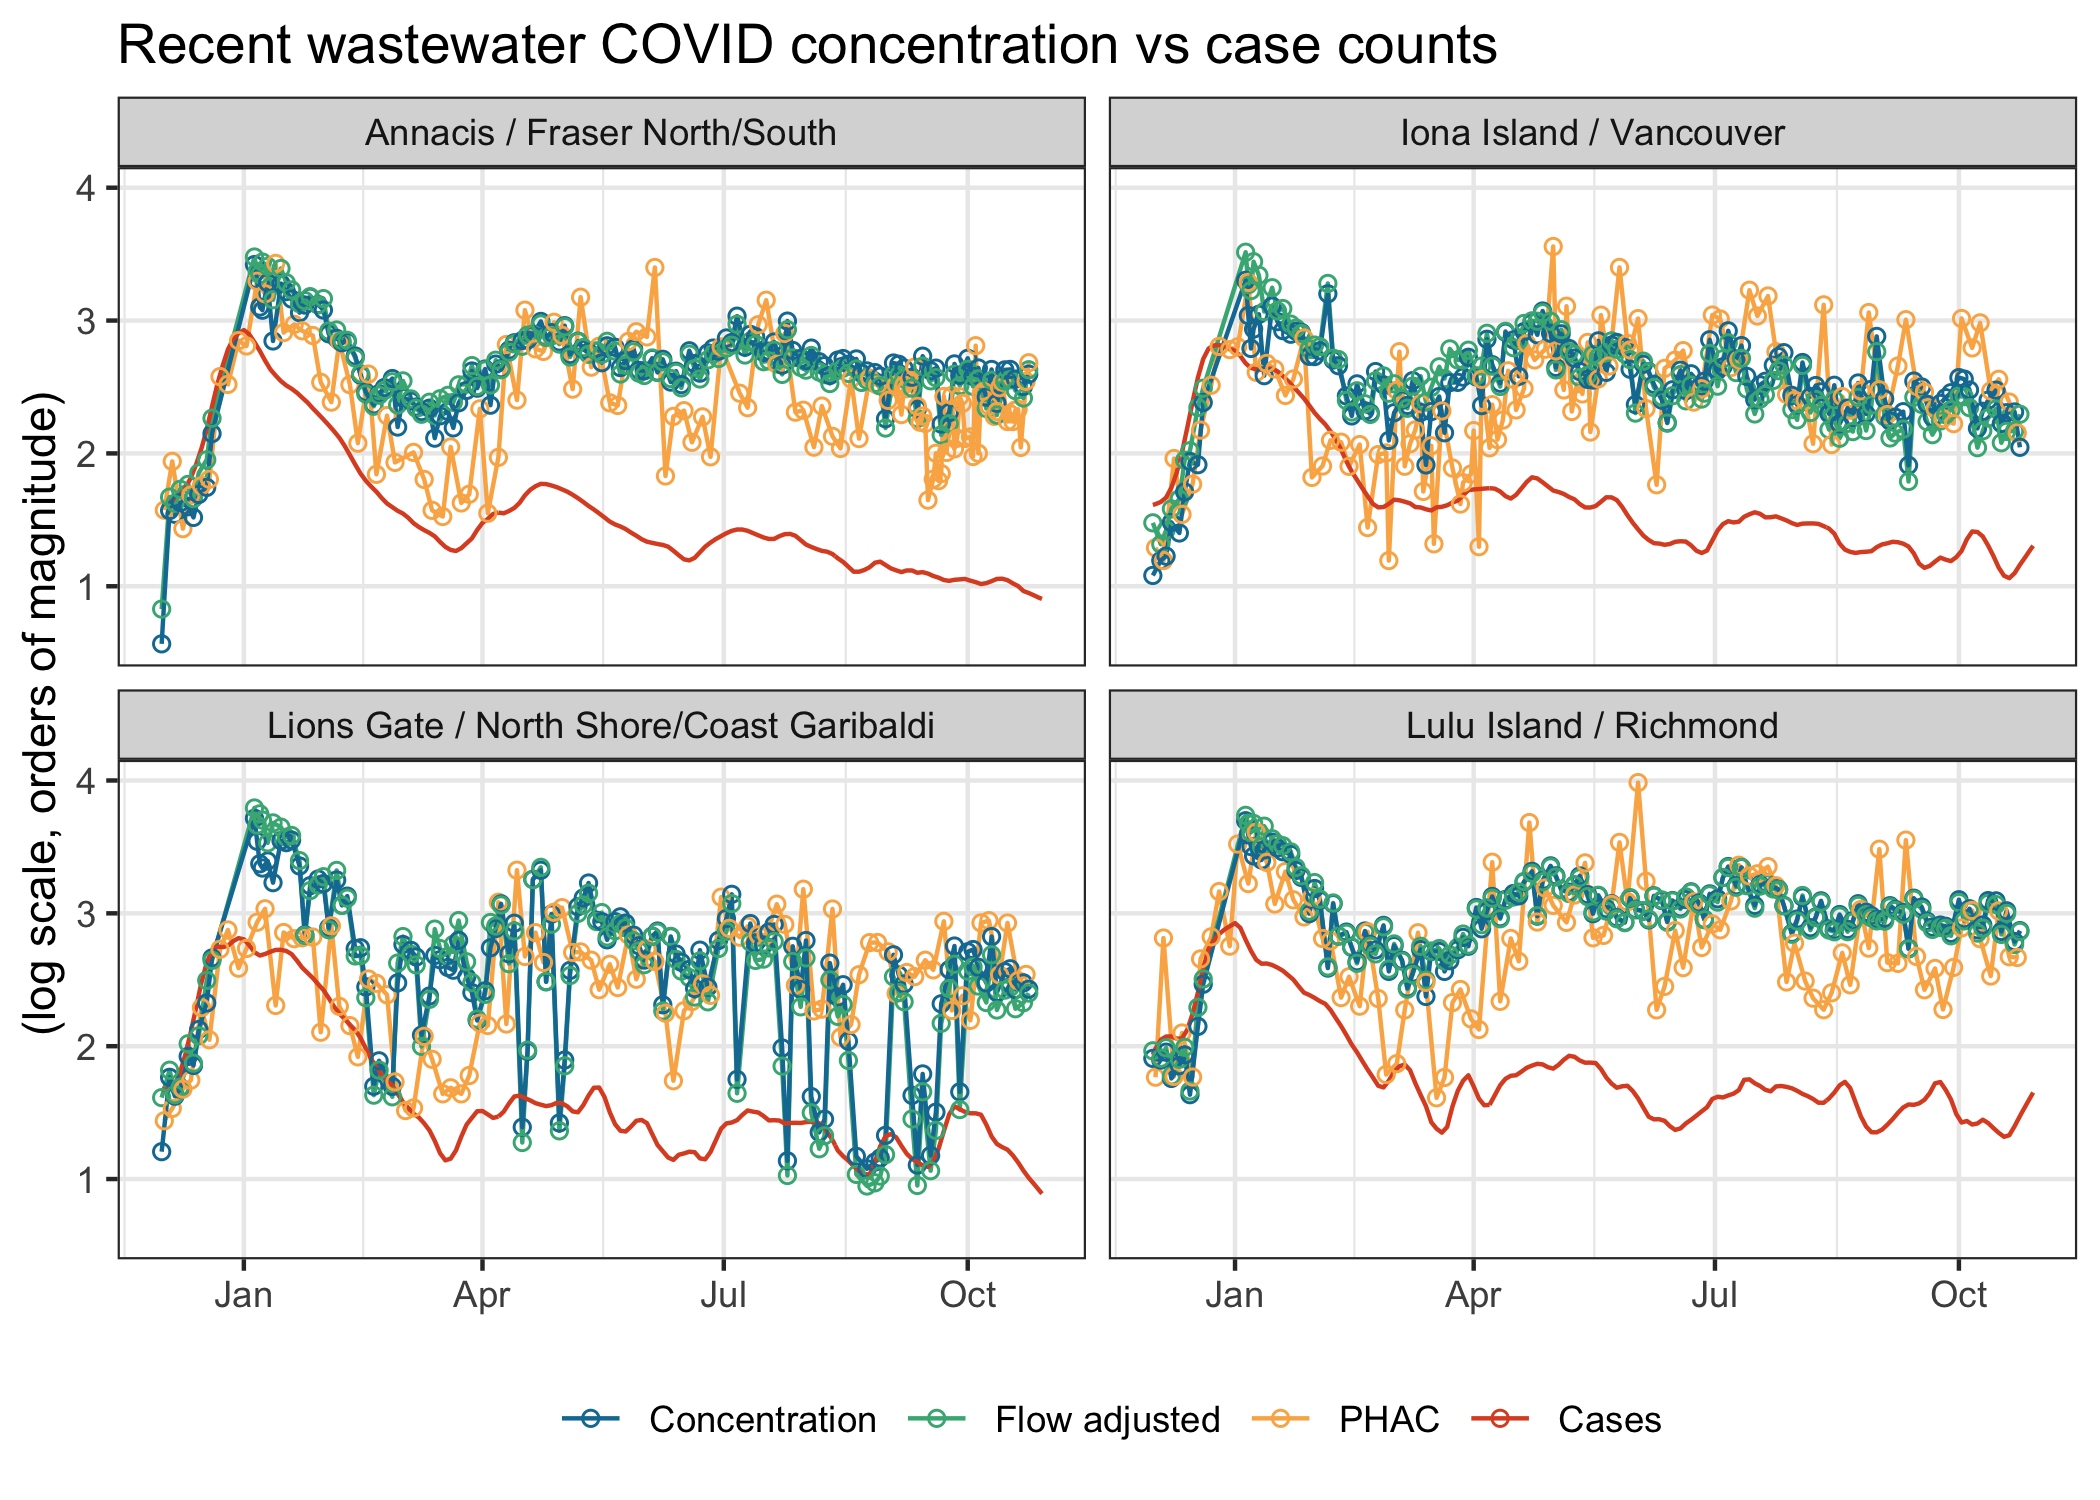 Recent wastewater COVID concentration vs case counts
Annacis / Fraser North/South
Iona Island / Vancouver
4
3
2
1
(log scale, orders of magnitude)
Lions Gate / North Shore/Coast Garibaldi
Lulu Island / Richmond
4
3
2
1
Jan Apr Jul Oct
Jan Apr Jul Oct
Concentration Flow adjusted PHAC Cases